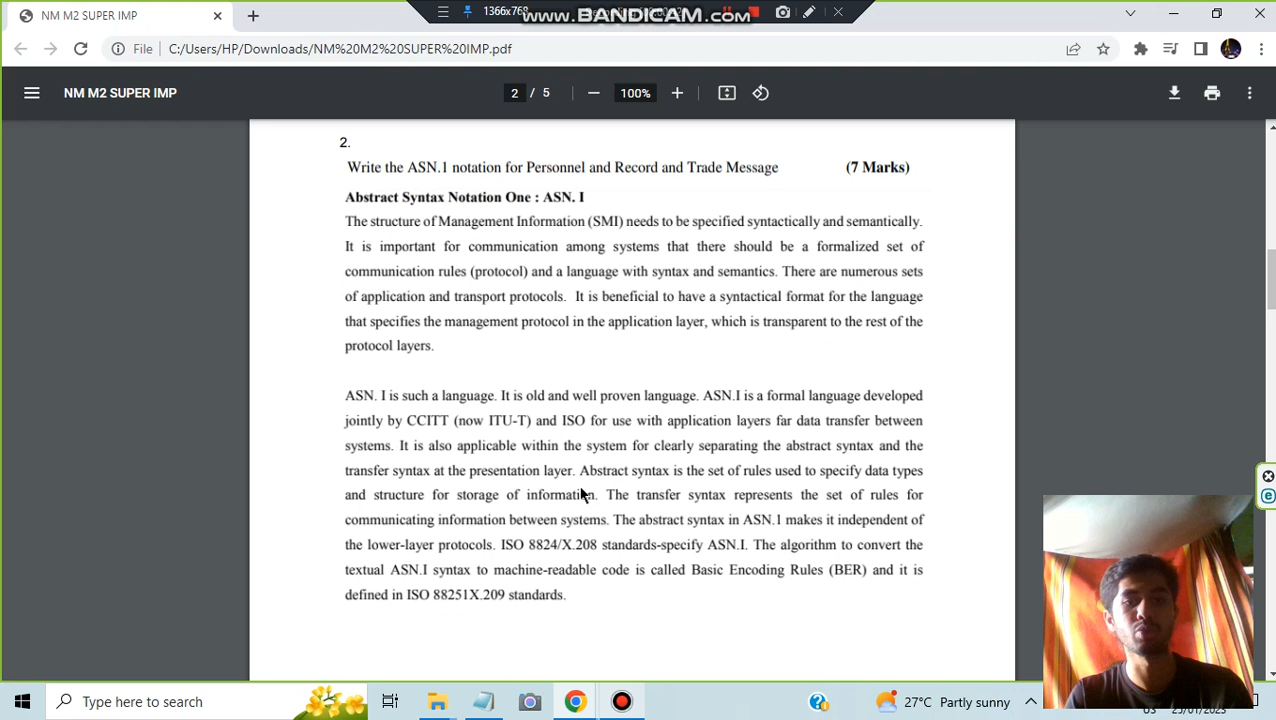 NM M2 SUPER IMP
1366x768
www.BANDICAM.com
File
C:/Users/HP/Downloads/NM%20M2%20SUPER%20IMP.pdf
NM M2 SUPER IMP
2 / 5
100%
2.
Write the ASN.1 notation for Personnel and Record and Trade Message (7 Marks)
Abstract Syntax Notation One : ASN. I
The structure of Management Information (SMI) needs to be specified syntactically and semantically.
It is important for communication among systems that there should be a formalized set of
communication rules (protocol) and a language with syntax and semantics. There are numerous sets
of application and transport protocols. It is beneficial to have a syntactical format for the language
that specifies the management protocol in the application layer, which is transparent to the rest of the
protocol layers.
ASN. I is such a language. It is old and well proven language. ASN.I is a formal language developed
jointly by CCITT (now ITU-T) and ISO for use with application layers far data transfer between
systems. It is also applicable within the system for clearly separating the abstract syntax and the
transfer syntax at the presentation layer. Abstract syntax is the set of rules used to specify data types
and structure for storage of information. The transfer syntax represents the set of rules for
communicating information between systems. The abstract syntax in ASN.1 makes it independent of
the lower-layer protocols. ISO 8824/X.208 standards-specify ASN.I. The algorithm to convert the
textual ASN.I syntax to machine-readable code is called Basic Encoding Rules (BER) and it is
defined in ISO 88251X.209 standards.
Type here to search
27°C Partly sunny
25/01/2023